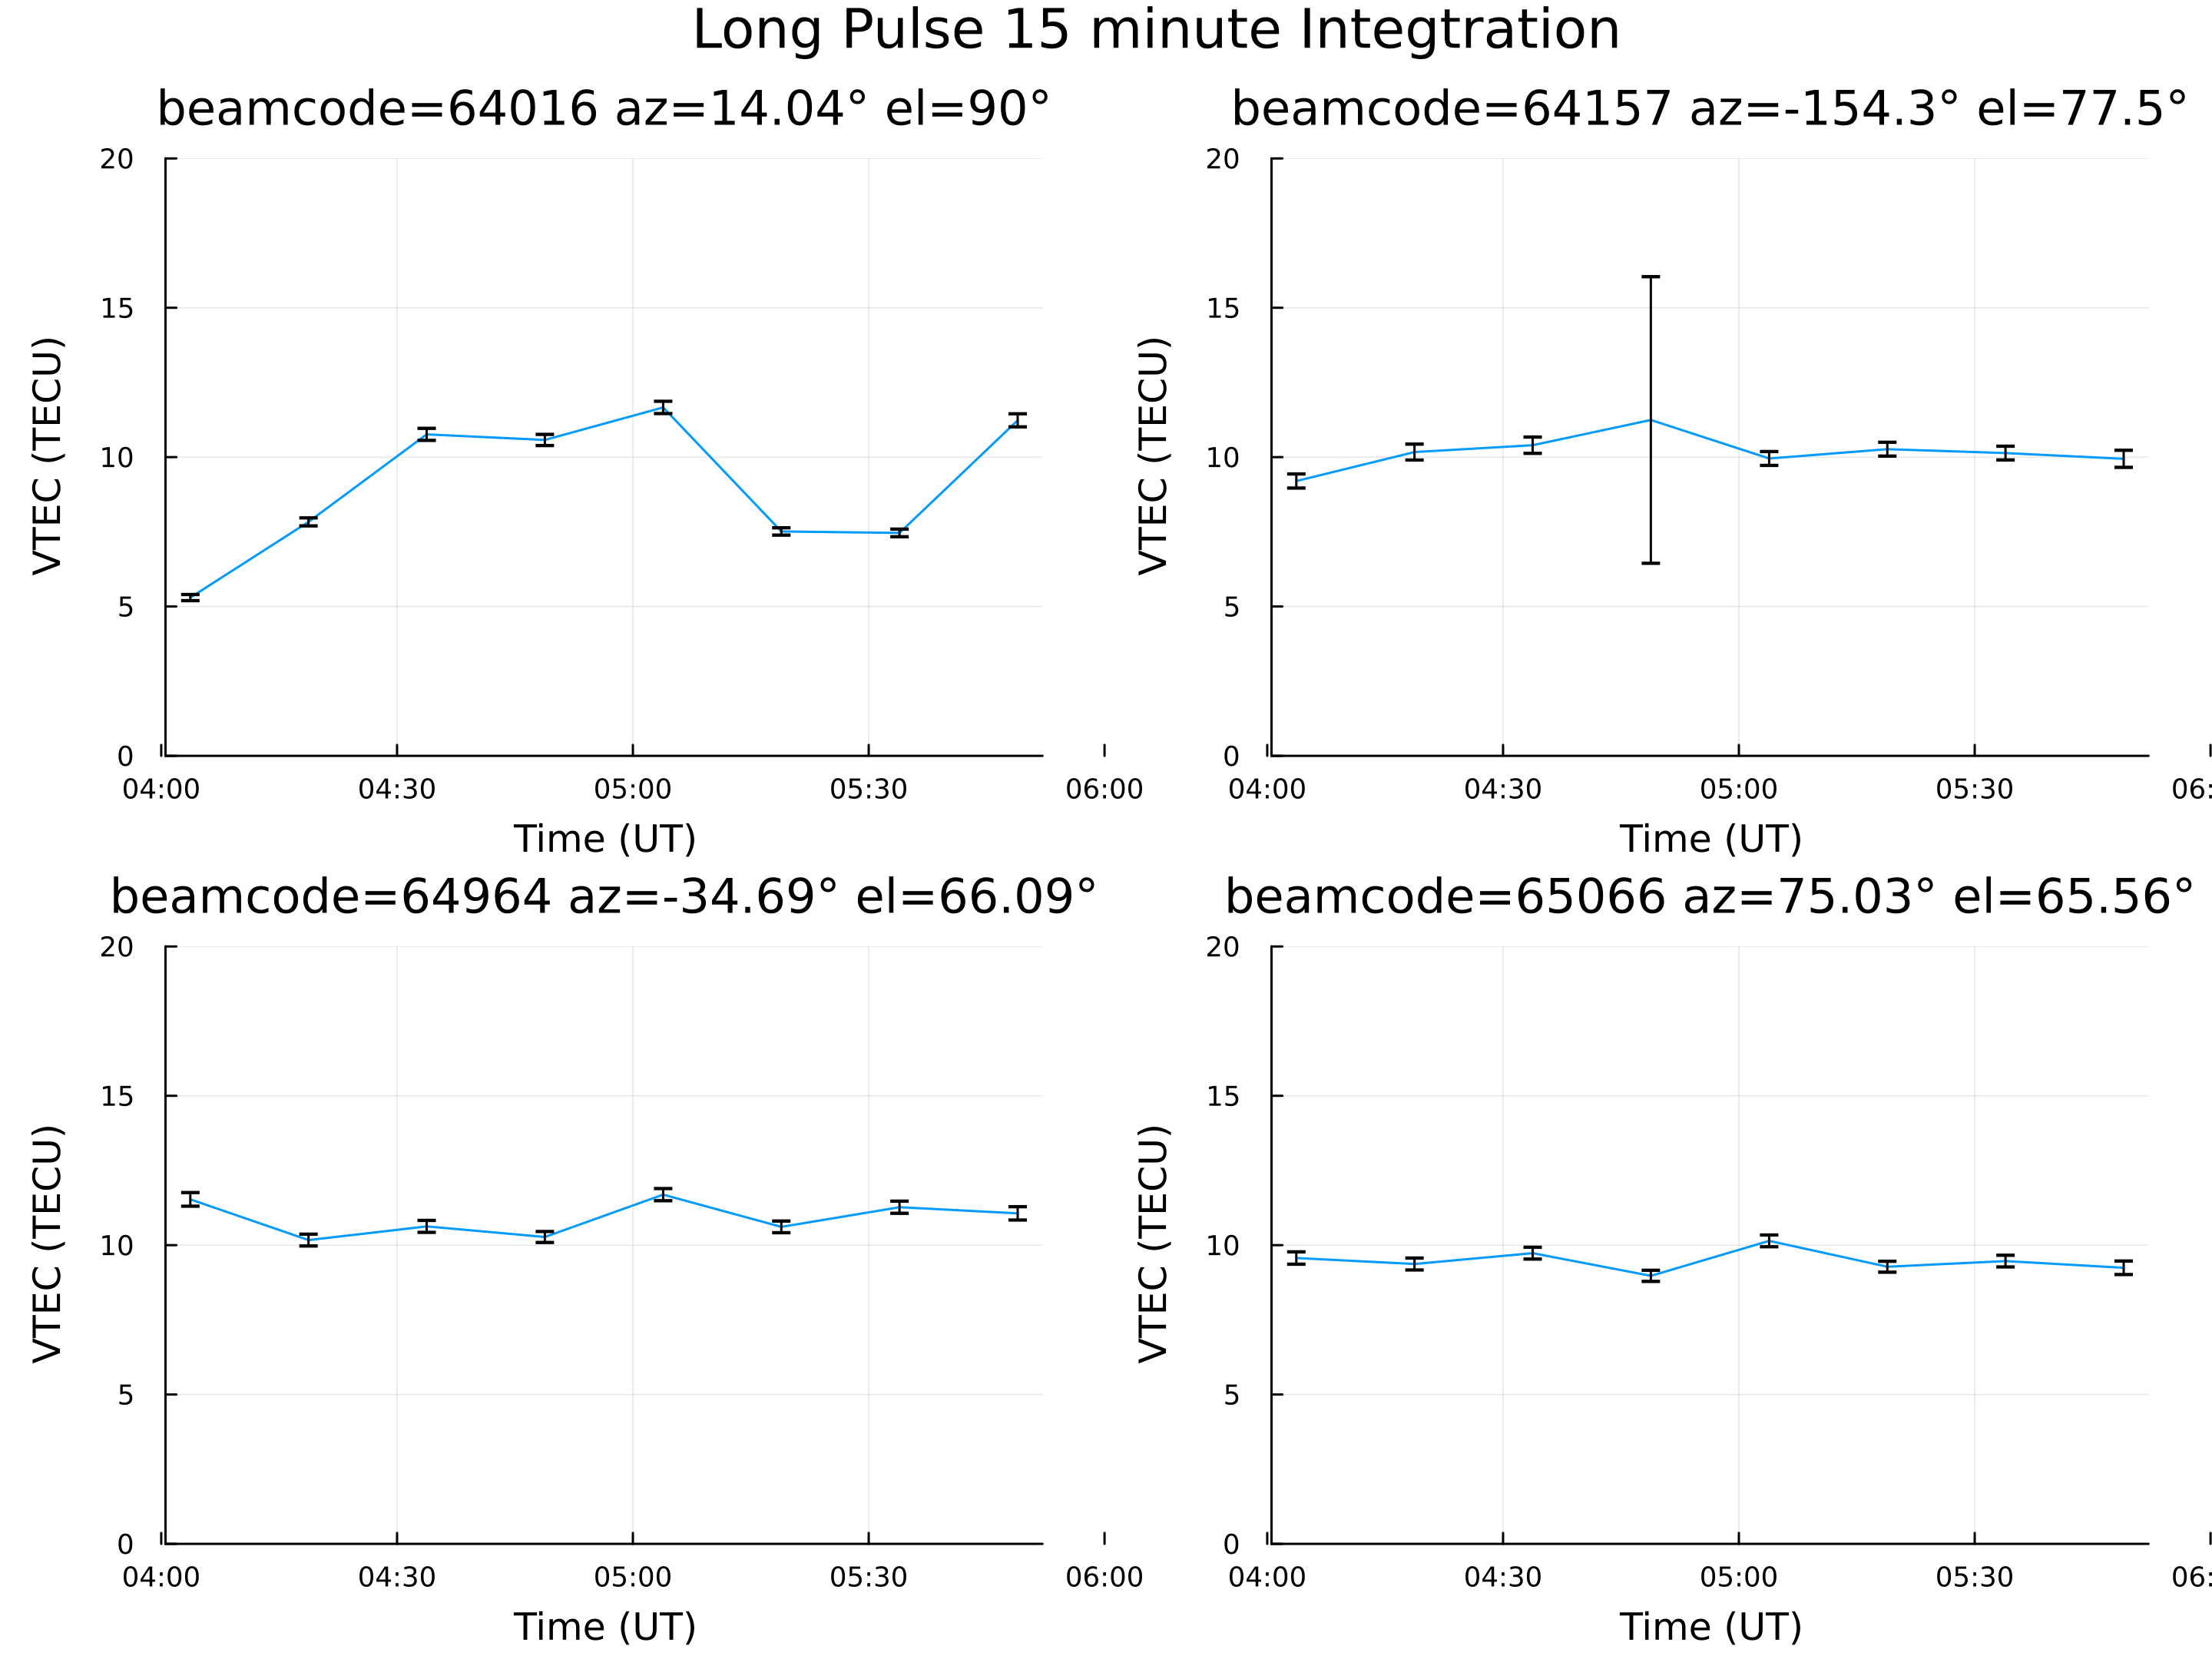 Long Pulse 15 minute Integtration
beamcode=64016 az=14.04° el=90°
20
15
10
5
0
VTEC (TECU)
04:00 04:30 05:00 05:30 06:00
Time (UT)
beamcode=64157 az=-154.3° el=77.5°
20
15
10
5
0
VTEC (TECU)
04:00 04:30 05:00 05:30 06:
Time (UT)
beamcode=64964 az=-34.69° el=66.09°
20
15
10
5
0
VTEC (TECU)
04:00 04:30 05:00 05:30 06:00
Time (UT)
beamcode=65066 az=75.03° el=65.56°
20
15
10
5
0
VTEC (TECU)
04:00 04:30 05:00 05:30 06:
Time (UT)